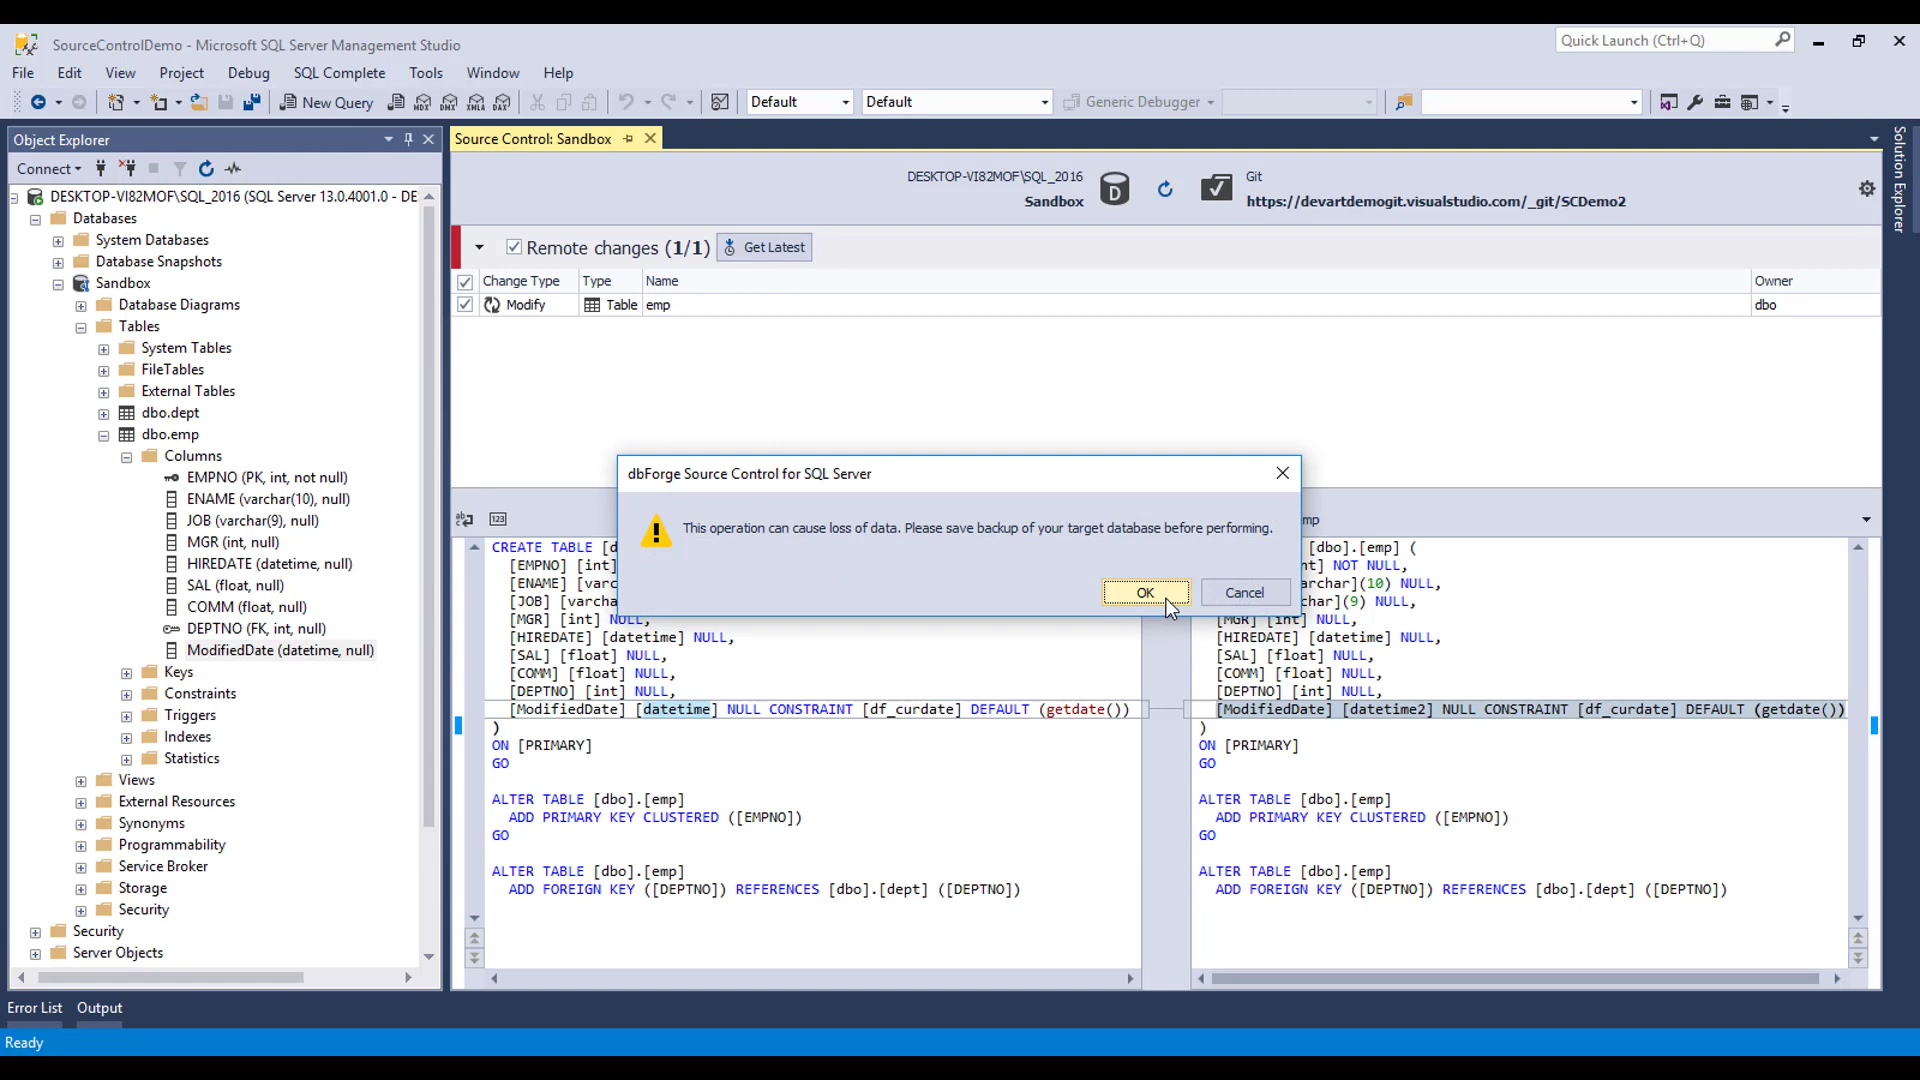 SourceControlDemo - Microsoft SQL Server Management Studio
Quick Launch (Ctrl+Q)
File Edit View Project Debug SQL Complete Tools Window Help
New Query MDX DMX XMLA DAX Default Default Generic Debugger
Object Explorer
Connect
DESKTOP-VI82MOF\SQL_2016 (SQL Server 13.0.4001.0 - DE
Databases
System Databases
Database Snapshots
Sandbox
Database Diagrams
Tables
System Tables
FileTables
External Tables
dbo.dept
dbo.emp
Columns
EMPNO (PK, int, not null)
ENAME (varchar(10), null)
JOB (varchar(9), null)
MGR (int, null)
HIREDATE (datetime, null)
SAL (float, null)
COMM (float, null)
DEPTNO (FK, int, null)
ModifiedDate (datetime, null)
Keys
Constraints
Triggers
Indexes
Statistics
Views
External Resources
Synonyms
Programmability
Service Broker
Storage
Security
Security
Server Objects
Source Control: Sandbox
DESKTOP-VI82MOF\SQL_2016
Sandbox
D
Git
https://devartdemogit.visualstudio.com/_git/SCDemo2
Remote changes (1/1) Get Latest
Change Type Type Name Owner
Modify Table emp dbo
dbForge Source Control for SQL Server
This operation can cause loss of data. Please save backup of your target database before performing.
OK Cancel
123
mp
CREATE TABLE [d
[EMPNO] [int]
[ENAME] [varc
[JOB] [varcha
[MGR] [int] NULL,
[HIREDATE] [datetime] NULL,
[SAL] [float] NULL,
[COMM] [float] NULL,
[DEPTNO] [int] NULL,
[ModifiedDate] [datetime] NULL CONSTRAINT [df_curdate] DEFAULT (getdate())
)
ON [PRIMARY]
GO
ALTER TABLE [dbo].[emp]
ADD PRIMARY KEY CLUSTERED ([EMPNO])
GO
ALTER TABLE [dbo].[emp]
ADD FOREIGN KEY ([DEPTNO]) REFERENCES [dbo].[dept] ([DEPTNO])
[dbo].[emp] (
nt] NOT NULL,
archar](10) NULL,
char](9) NULL,
[MGR] [int] NULL,
[HIREDATE] [datetime] NULL,
[SAL] [float] NULL,
[COMM] [float] NULL,
[DEPTNO] [int] NULL,
[ModifiedDate] [datetime2] NULL CONSTRAINT [df_curdate] DEFAULT (getdate())
)
ON [PRIMARY]
GO
ALTER TABLE [dbo].[emp]
ADD PRIMARY KEY CLUSTERED ([EMPNO])
GO
ALTER TABLE [dbo].[emp]
ADD FOREIGN KEY ([DEPTNO]) REFERENCES [dbo].[dept] ([DEPTNO])
Solution Explorer
Error List Output
Ready